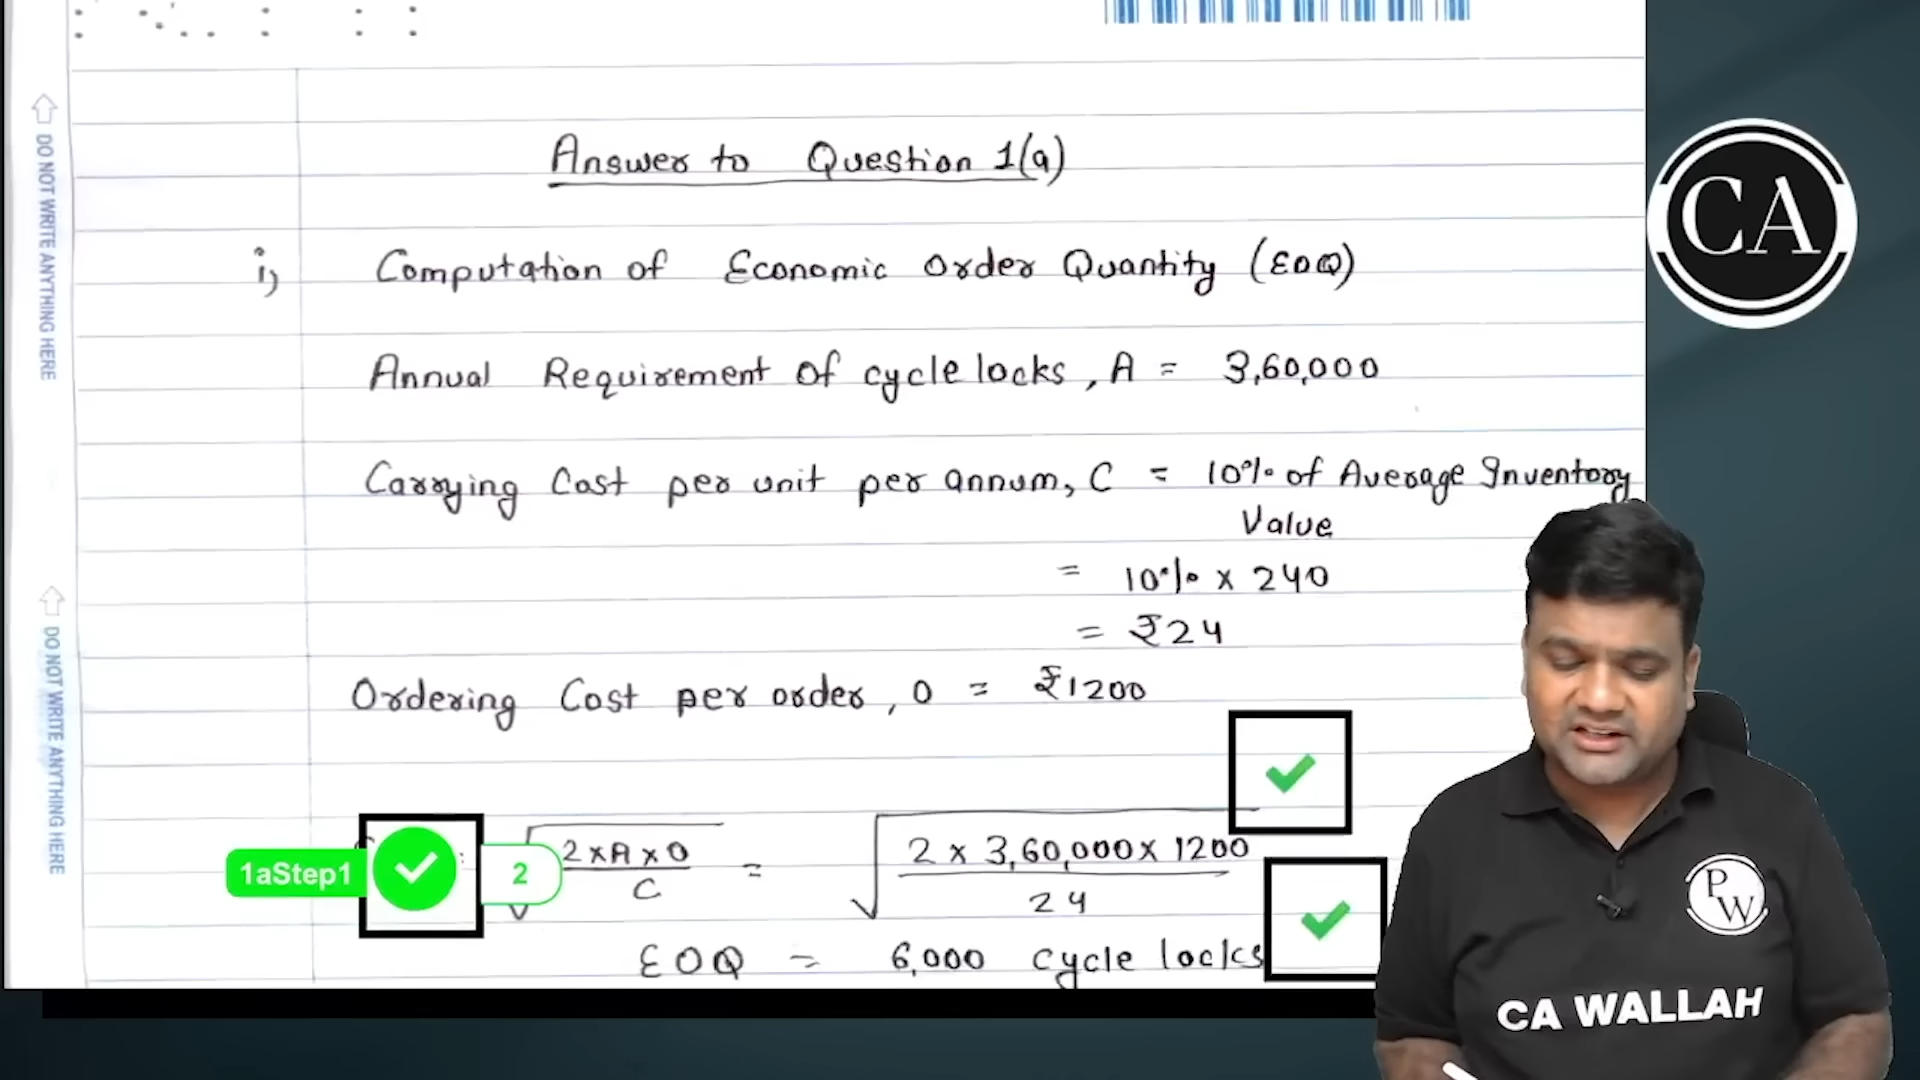 Answer to Question 1(a)
i) Computation of Economic Order Quantity (EOQ)
Annual Requirement of cycle locks, A = 3,60,000
Carrying Cost per unit per annum, C = 10% of Average Inventory
Value
= 10% x 240
= ₹24
Ordering Cost per order, O = ₹1200
1aStep1 2
√ 2xAxO / C = √ 2 x 3,60,000 x 1200 / 24
EOQ = 6,000 cycle locks
DO NOT WRITE ANYTHING HERE
DO NOT WRITE ANYTHING HERE
CA
PW
CA WALLAH